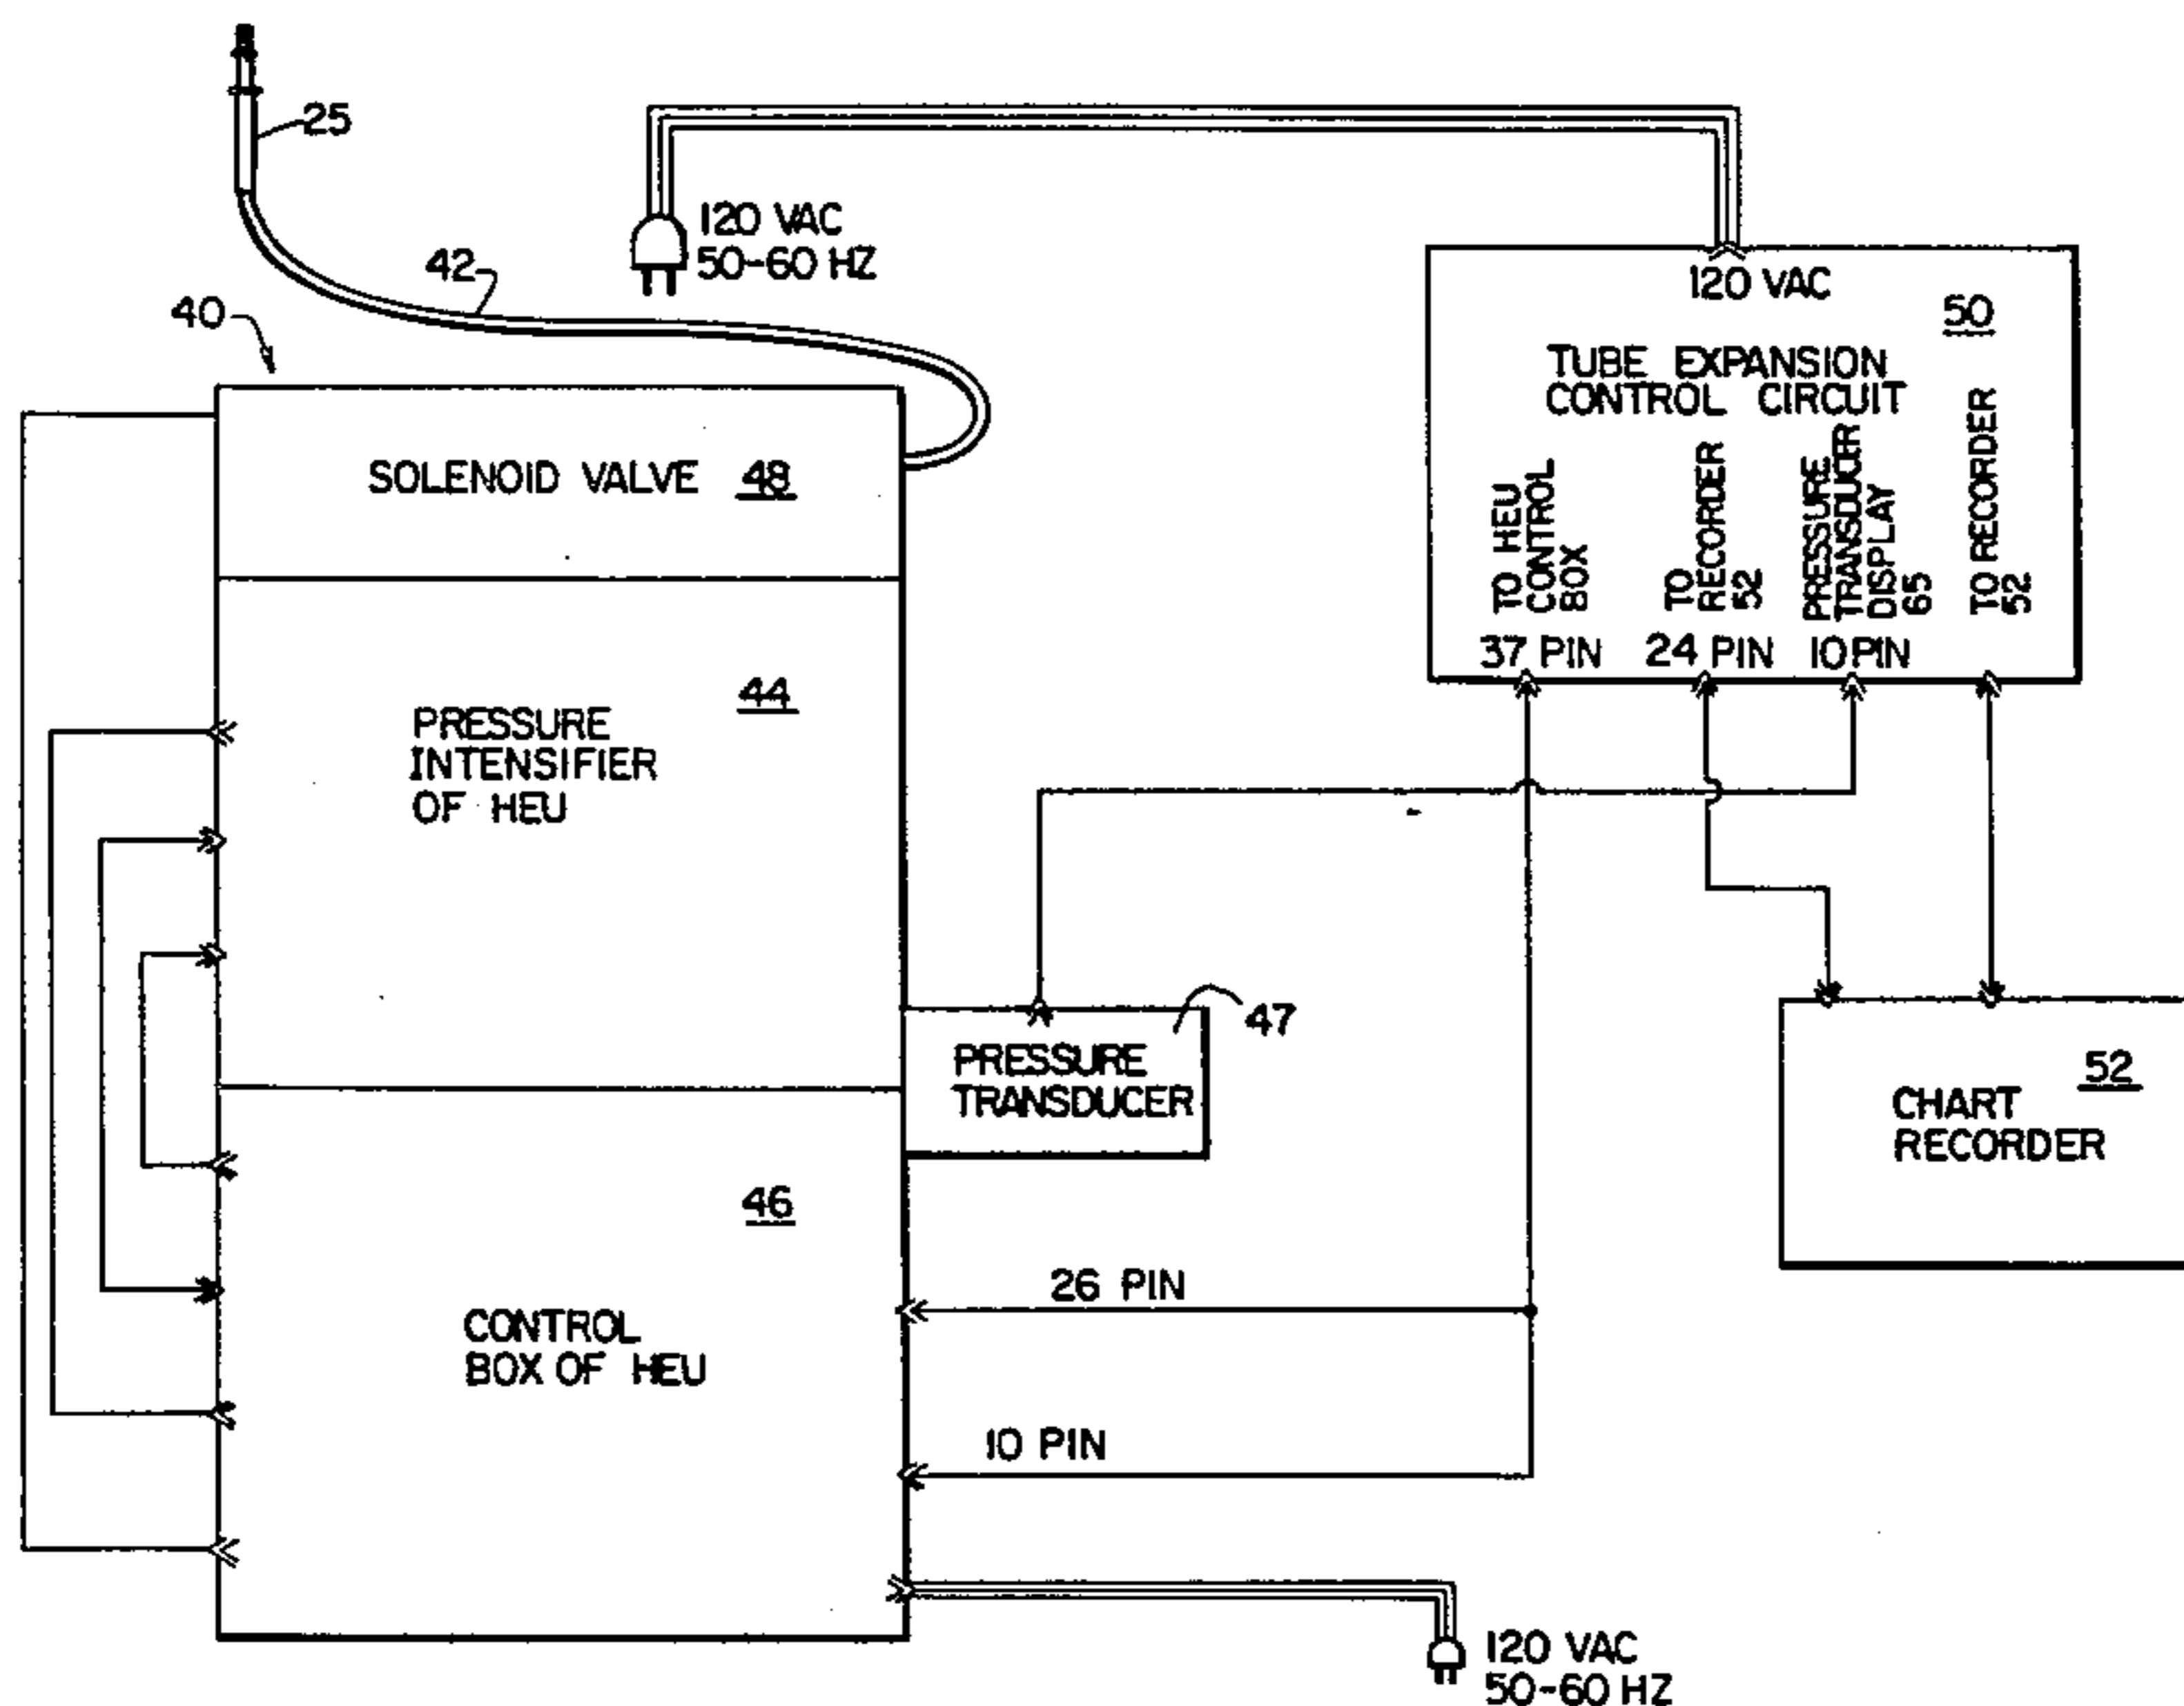 25
120 VAC
50-60 HZ
42
40
120 VAC
50
TUBE EXPANSION
CONTROL CIRCUIT
TO HEU
CONTROL
BOX
TO
RECORDER
52
PRESSURE
TRANSDUCER
DISPLAY
65
TO RECORDER
52
37 PIN
24 PIN
10 PIN
SOLENOID VALVE 48
44
PRESSURE
INTENSIFIER
OF HEU
47
PRESSURE
TRANSDUCER
52
CHART
RECORDER
46
26 PIN
CONTROL
BOX OF HEU
10 PIN
120 VAC
50-60 HZ